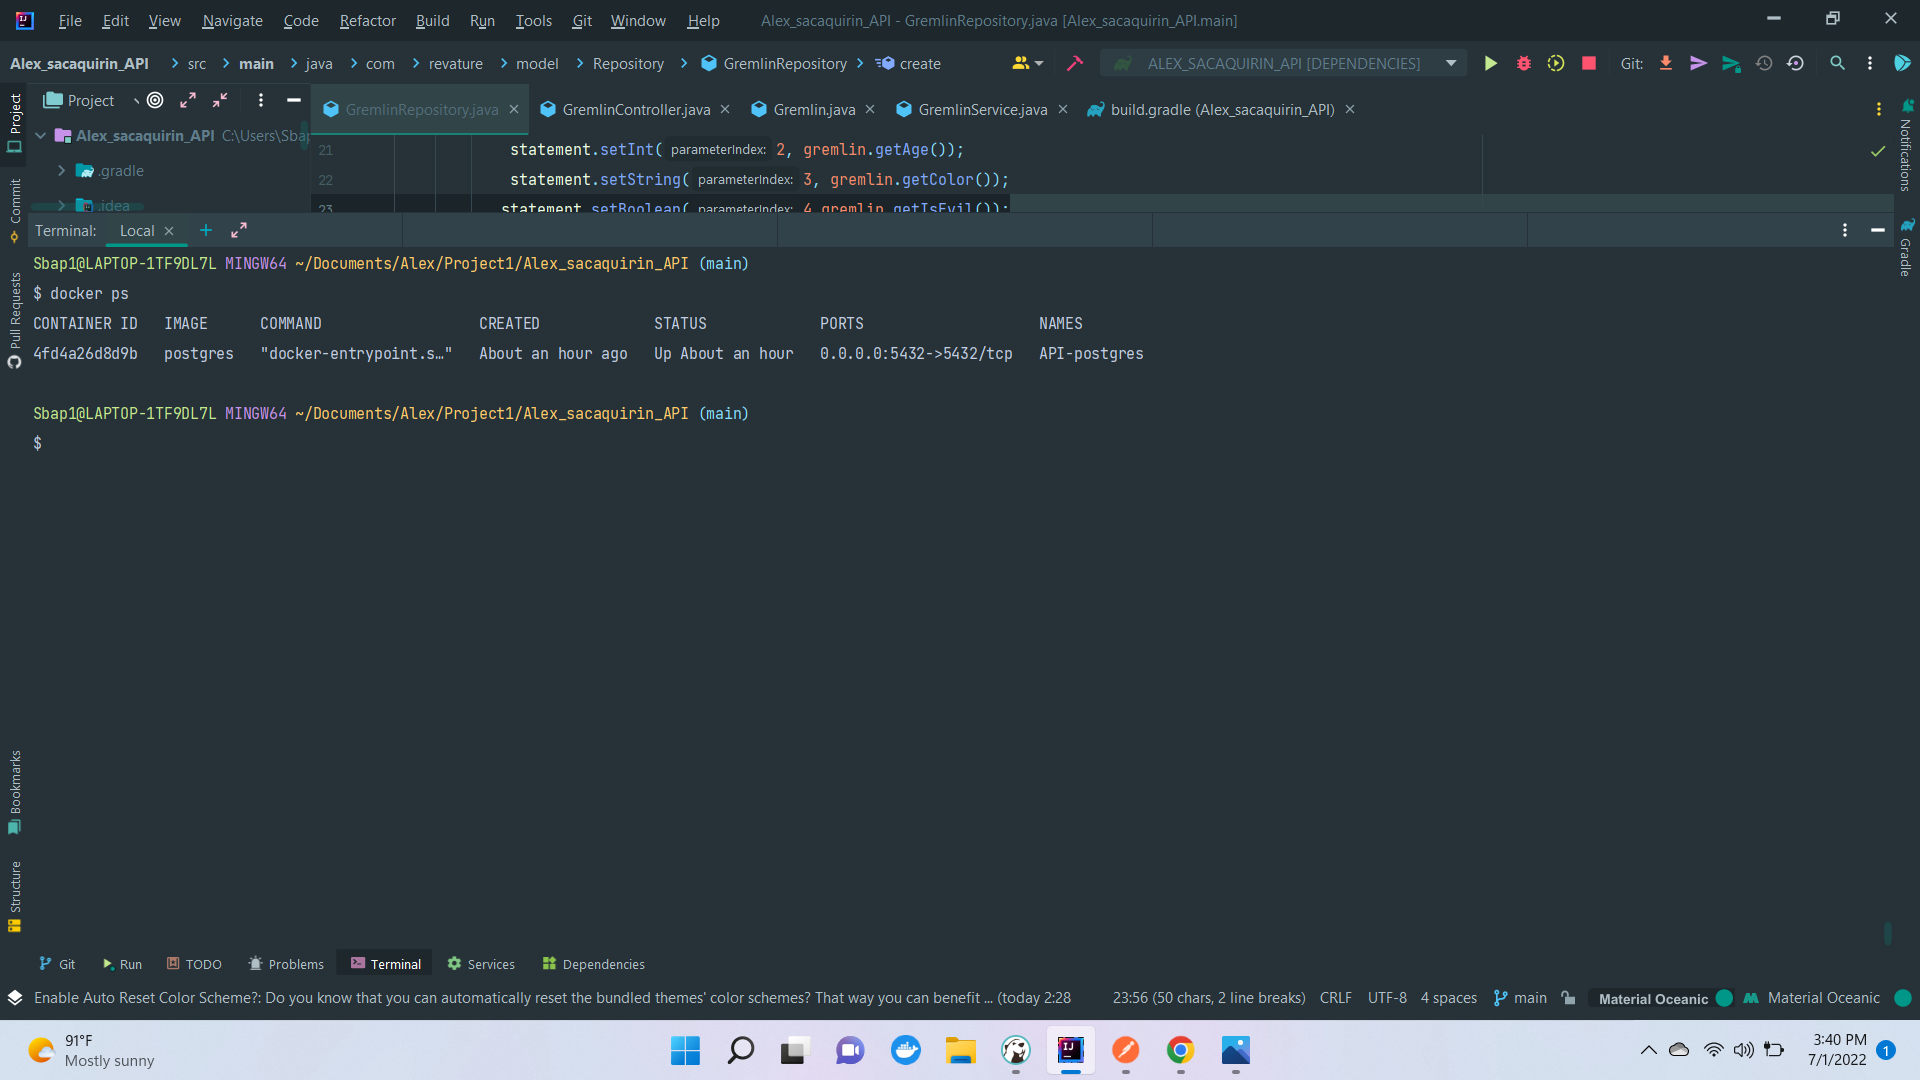 File Edit View Navigate Code Refactor Build Run Tools Git Window Help Alex_sacaquirin_API - GremlinRepository.java [Alex_sacaquirin_API.main]
Alex_sacaquirin_API src main java com revature model Repository GremlinRepository create ALEX_SACAQUIRIN_API [DEPENDENCIES] Git:
Project
GremlinRepository.java GremlinController.java Gremlin.java GremlinService.java build.gradle (Alex_sacaquirin_API)
Alex_sacaquirin_API C:\Users\Sbap
.gradle
.idea
21 statement.setInt( parameterIndex: 2, gremlin.getAge());
22 statement.setString( parameterIndex: 3, gremlin.getColor());
23 statement.setBoolean( parameterIndex: 4,gremlin.getIsEvil());
Project
Commit
Pull Requests
Bookmarks
Structure
Notifications
Gradle
Terminal: Local
Sbap1@LAPTOP-1TF9DL7L MINGW64 ~/Documents/Alex/Project1/Alex_sacaquirin_API (main)
$ docker ps
CONTAINER ID IMAGE COMMAND CREATED STATUS PORTS NAMES
4fd4a26d8d9b postgres "docker-entrypoint.s…" About an hour ago Up About an hour 0.0.0.0:5432->5432/tcp API-postgres
Sbap1@LAPTOP-1TF9DL7L MINGW64 ~/Documents/Alex/Project1/Alex_sacaquirin_API (main)
$
Git Run TODO Problems Terminal Services Dependencies
Enable Auto Reset Color Scheme?: Do you know that you can automatically reset the bundled themes' color schemes? That way you can benefit ... (today 2:28 23:56 (50 chars, 2 line breaks) CRLF UTF-8 4 spaces main Material Oceanic Material Oceanic
91°F
Mostly sunny
3:40 PM
7/1/2022
1